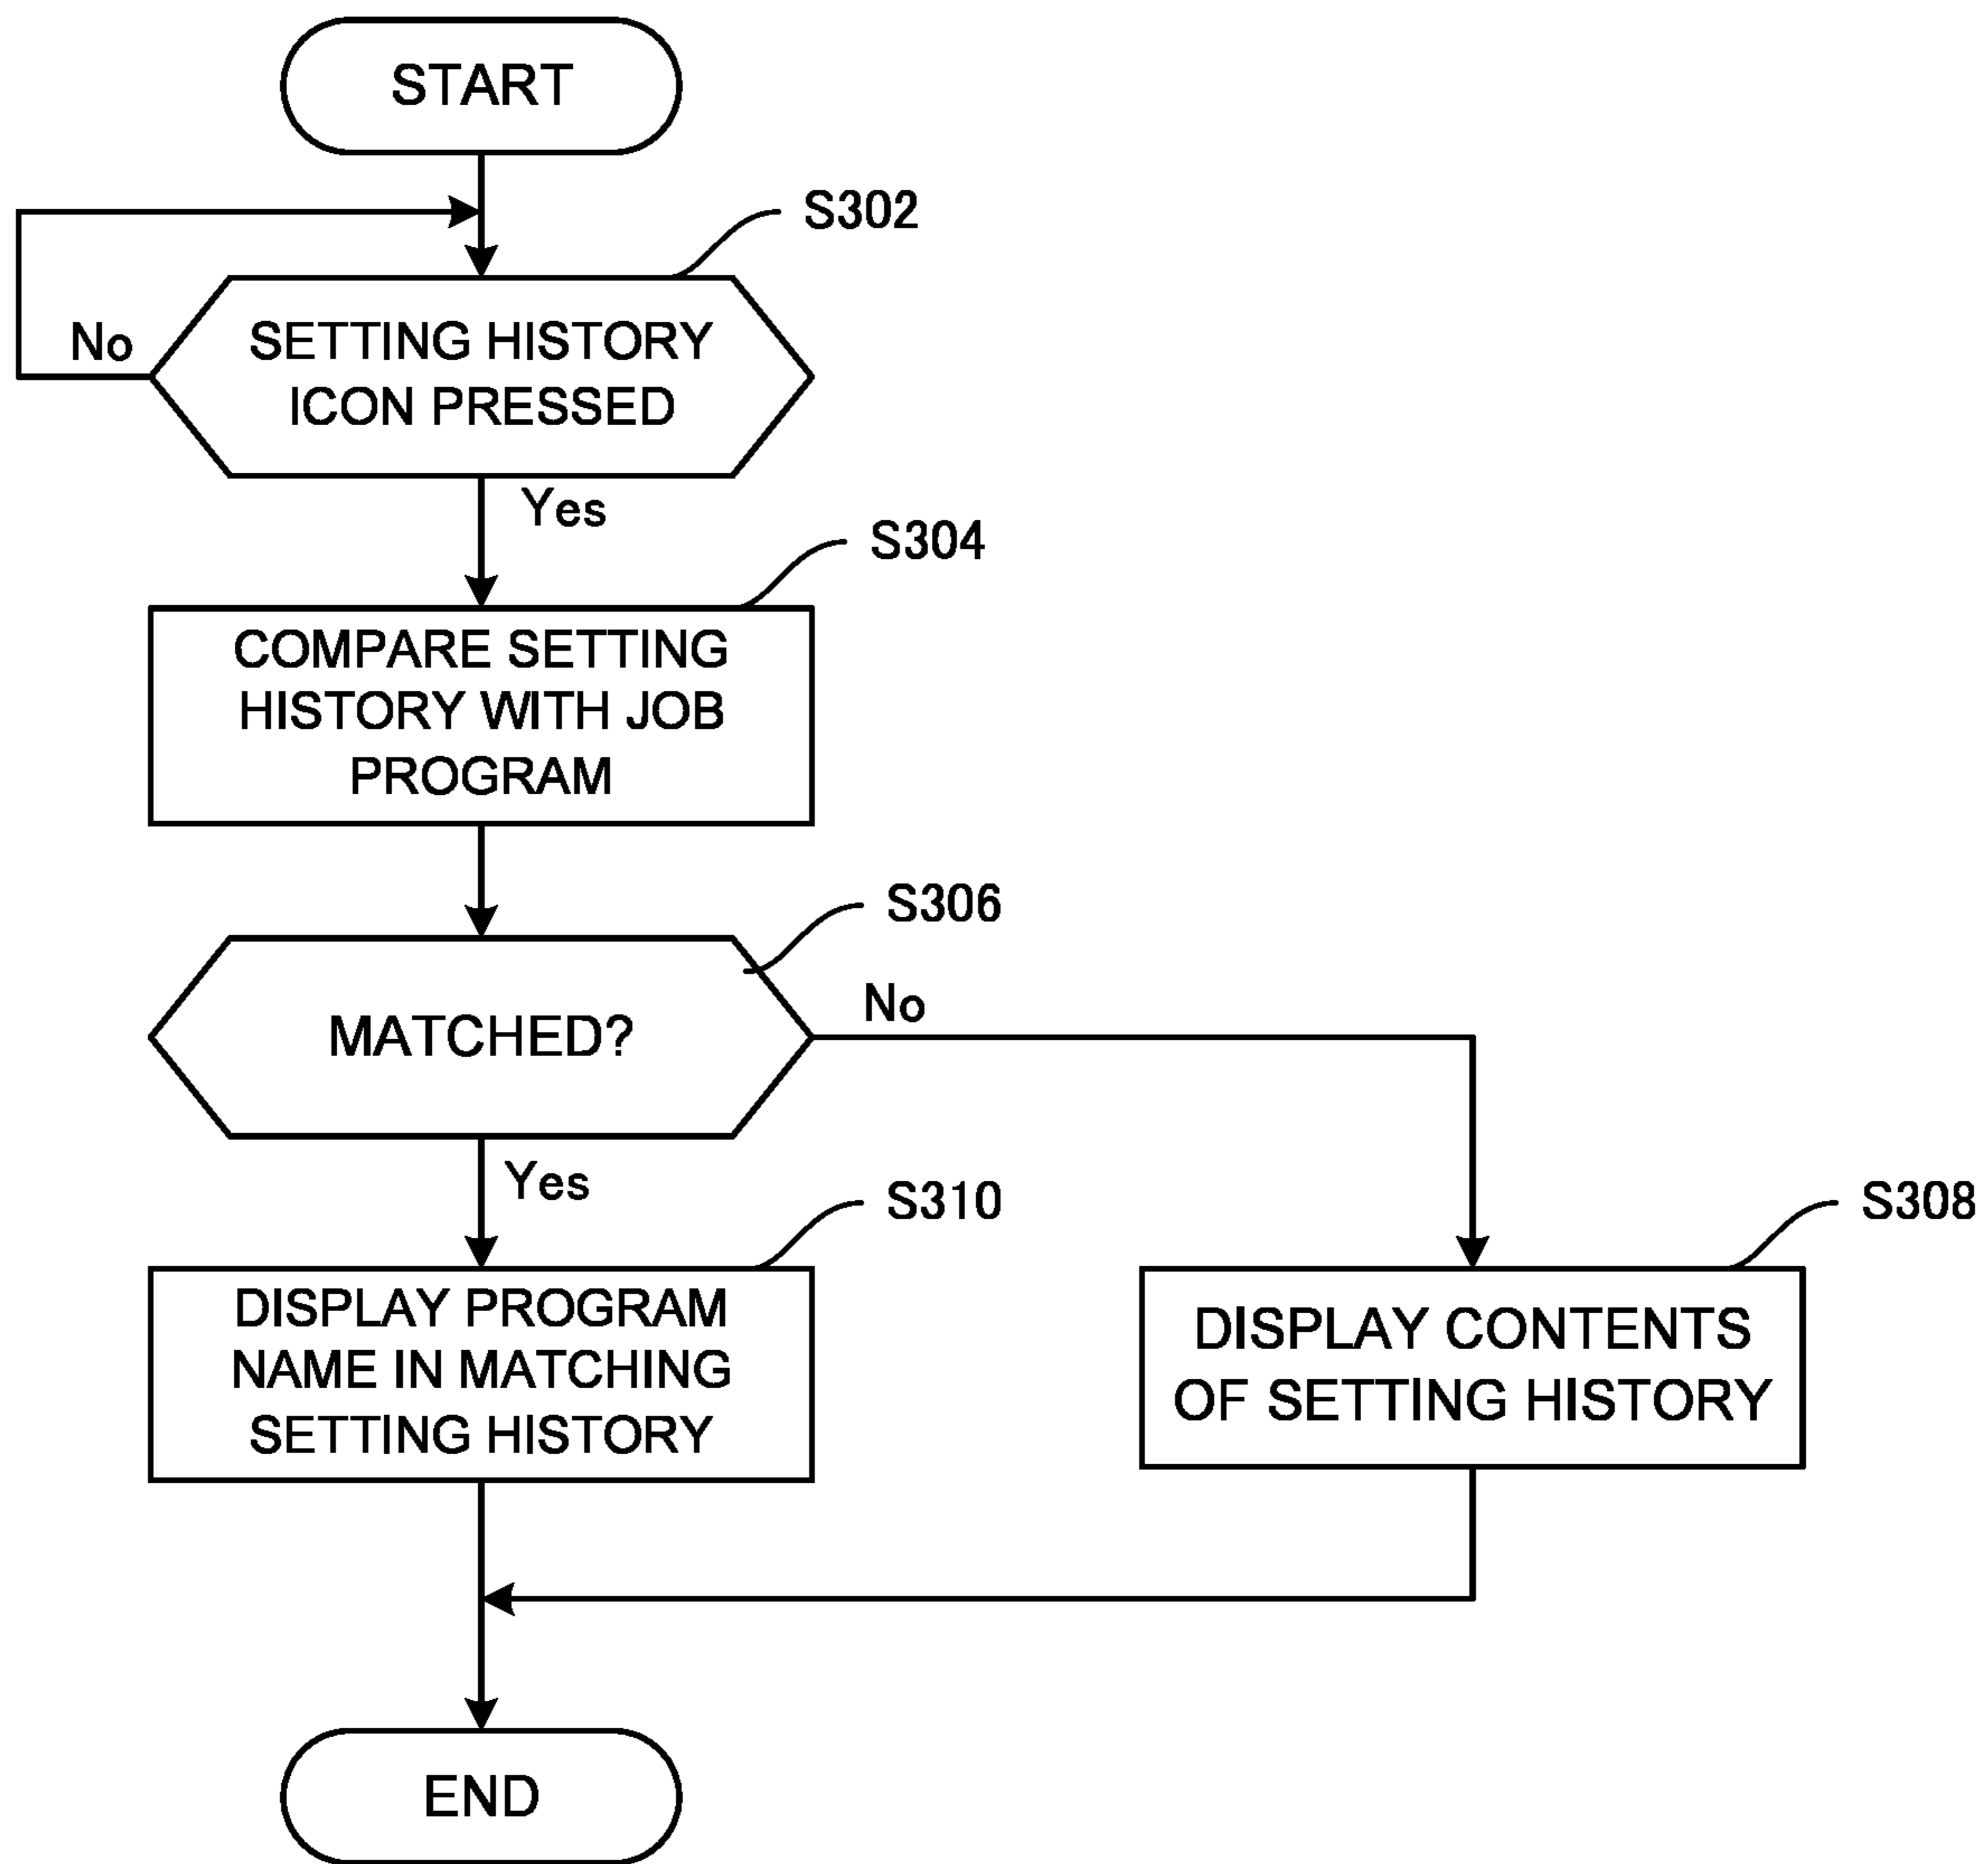 START
S302
No
SETTING HISTORY
ICON PRESSED
Yes
S304
COMPARE SETTING
HISTORY WITH JOB
PROGRAM
S306
MATCHED?
No
Yes
S310
S308
DISPLAY PROGRAM
NAME IN MATCHING
SETTING HISTORY
DISPLAY CONTENTS
OF SETTING HISTORY
END